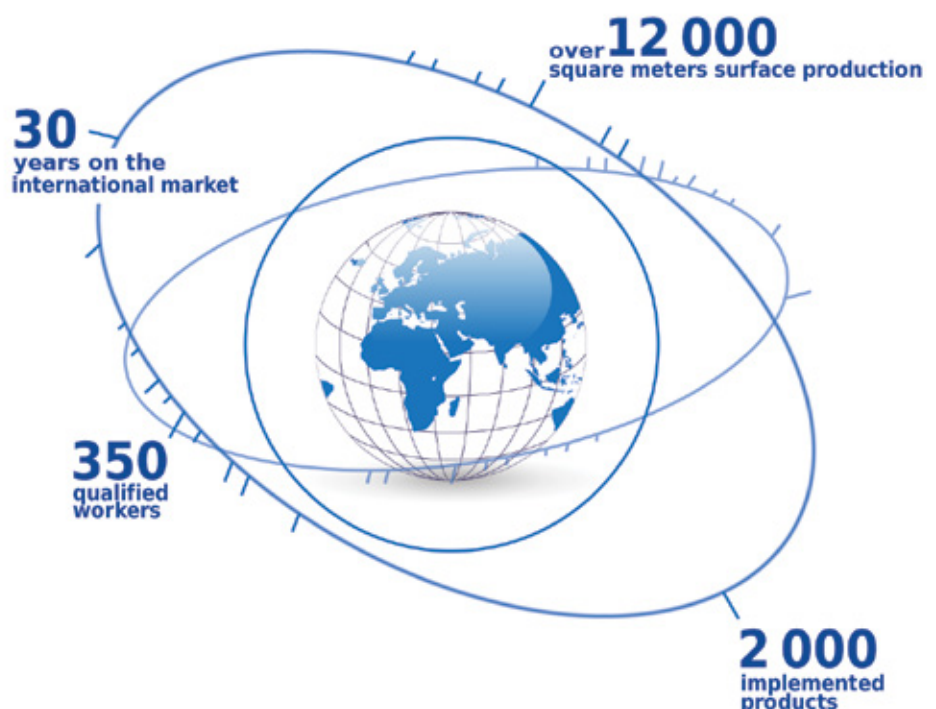 over 12 000
square meters surface production
30
years on the
international market
350
qualified
workers
2 000
implemented
products